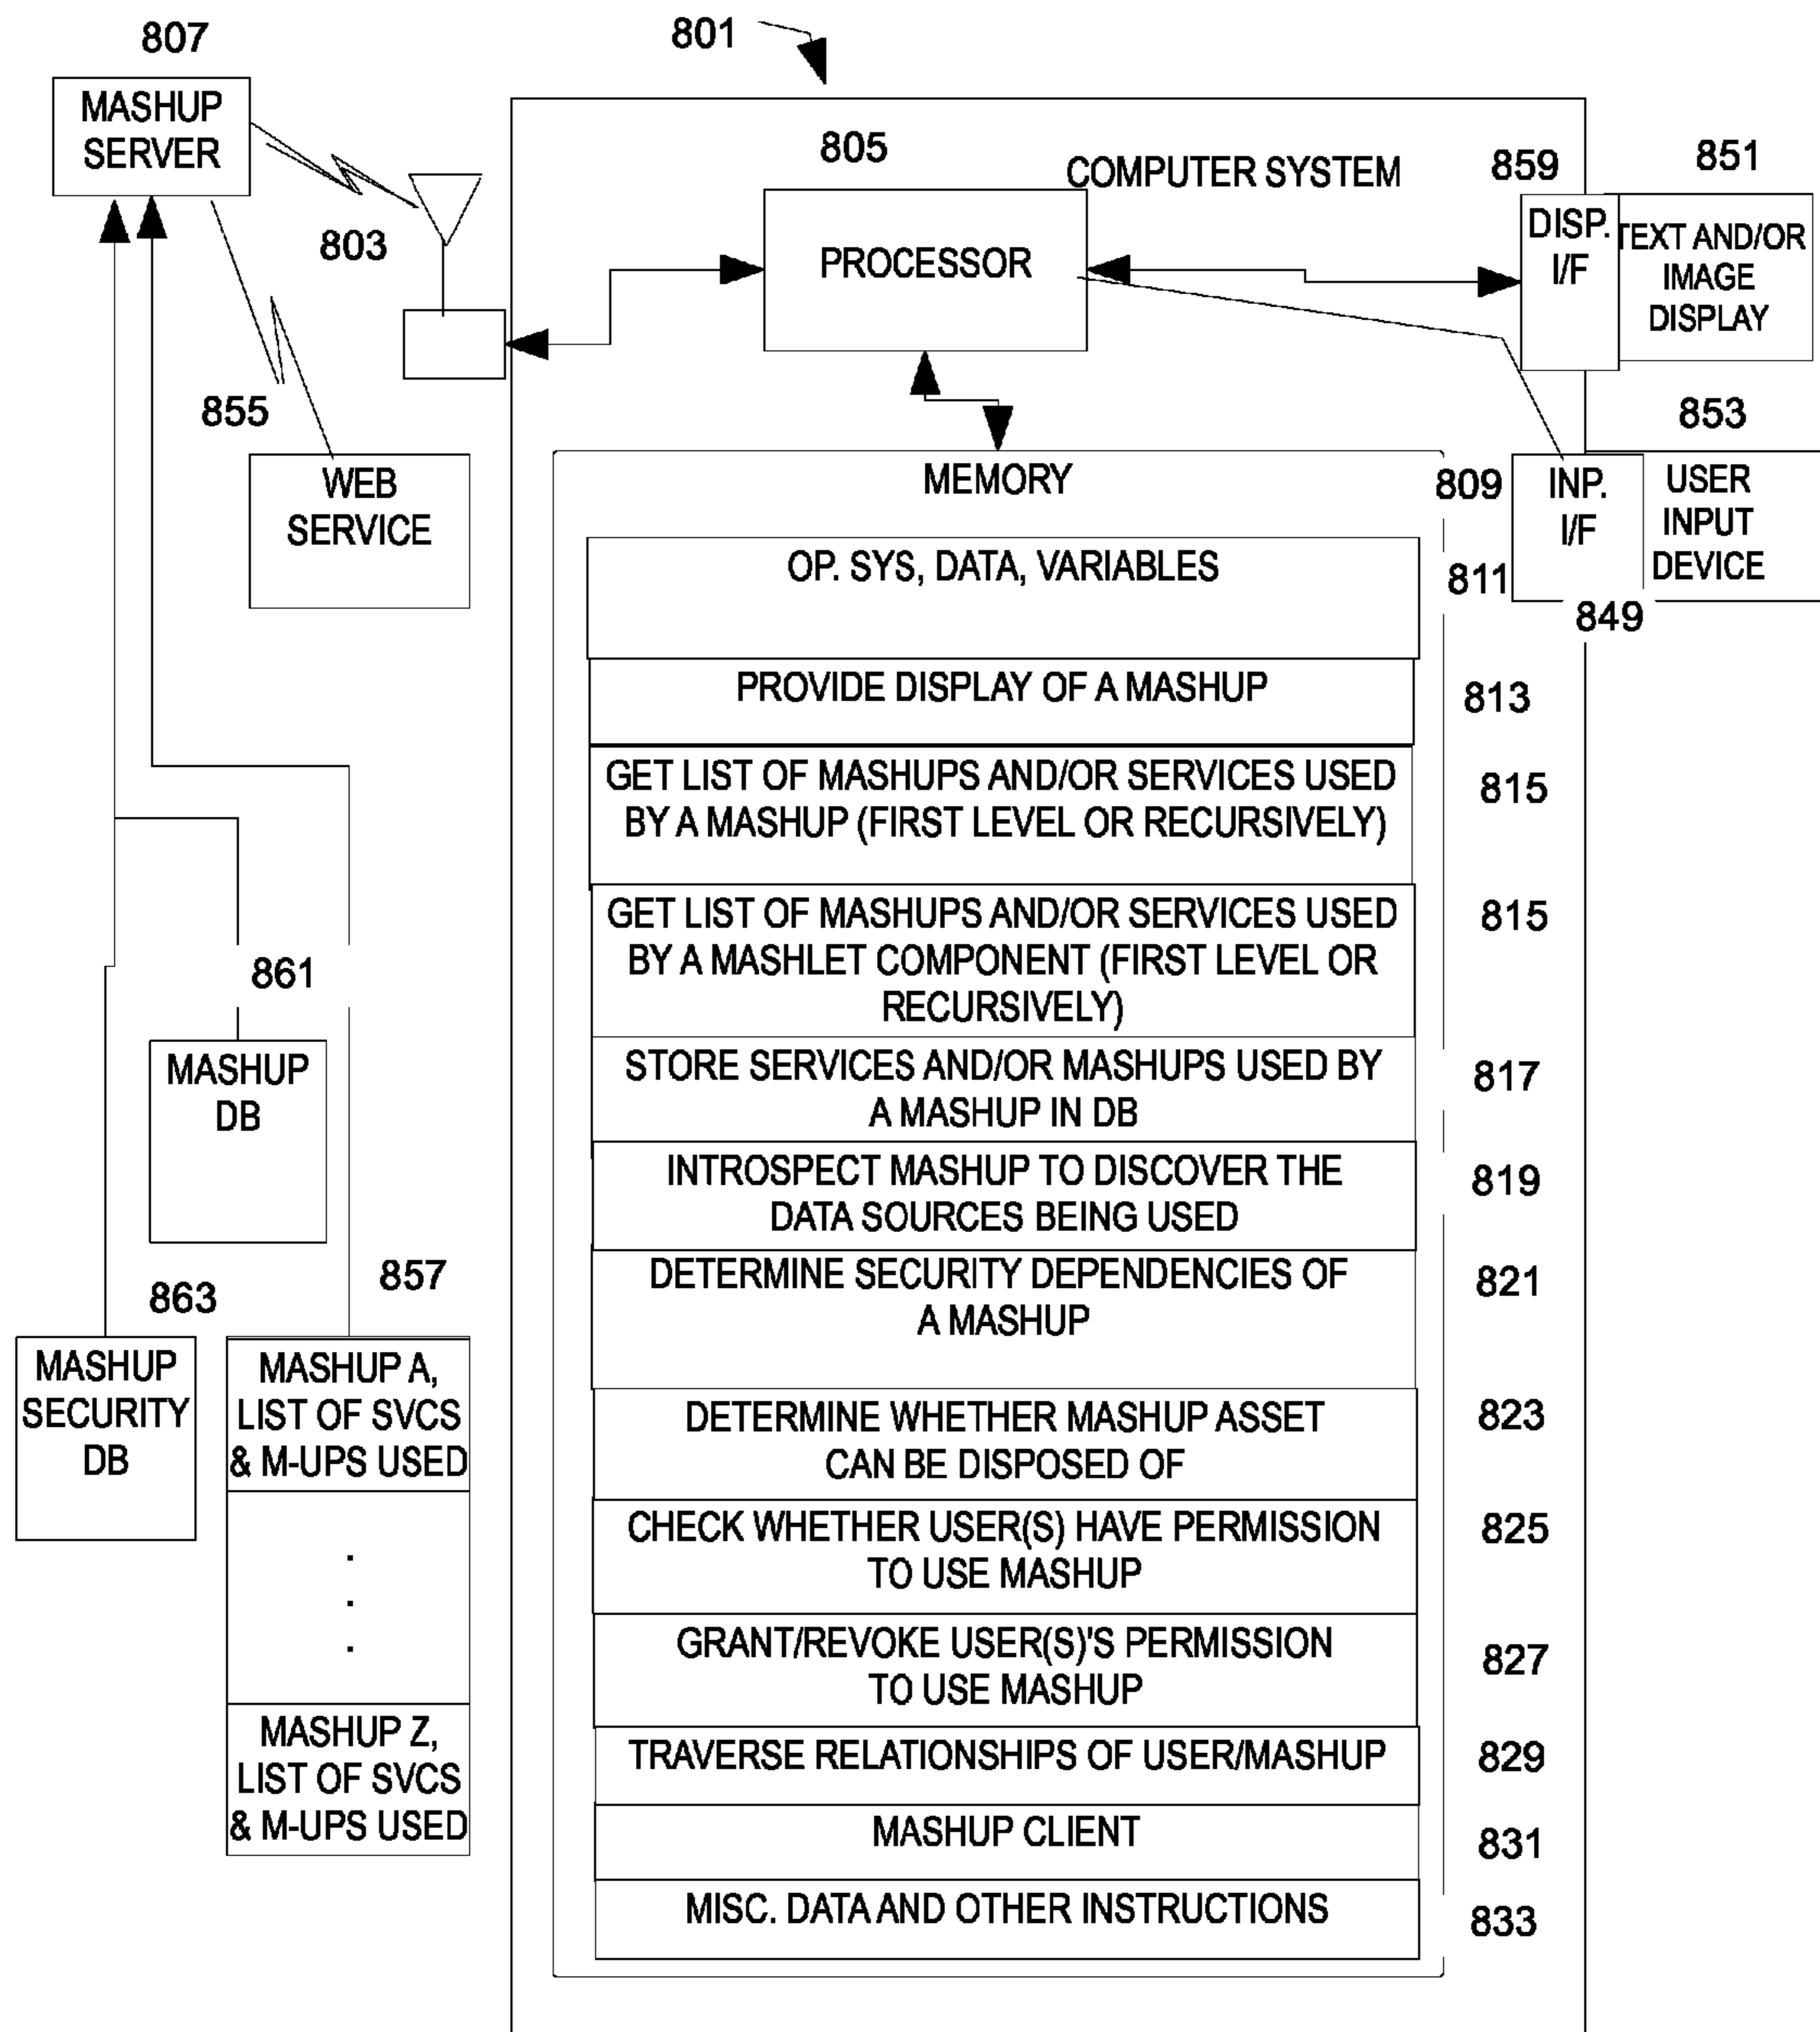 807
801
MASHUP
SERVER
805
COMPUTER SYSTEM
859
851
803
PROCESSOR
DISP.
I/F
TEXT AND/OR
IMAGE
DISPLAY
855
853
WEB
SERVICE
MEMORY
809
INP.
I/F
USER
INPUT
DEVICE
849
OP. SYS, DATA, VARIABLES
811
PROVIDE DISPLAY OF A MASHUP
813
GET LIST OF MASHUPS AND/OR SERVICES USED
BY A MASHUP (FIRST LEVEL OR RECURSIVELY)
815
GET LIST OF MASHUPS AND/OR SERVICES USED
BY A MASHLET COMPONENT (FIRST LEVEL OR
RECURSIVELY)
815
861
MASHUP
DB
STORE SERVICES AND/OR MASHUPS USED BY
A MASHUP IN DB
817
INTROSPECT MASHUP TO DISCOVER THE
DATA SOURCES BEING USED
819
DETERMINE SECURITY DEPENDENCIES OF
A MASHUP
821
863
857
MASHUP
SECURITY
DB
MASHUP A,
LIST OF SVCS
& M-UPS USED
.
.
.
MASHUP Z,
LIST OF SVCS
& M-UPS USED
DETERMINE WHETHER MASHUP ASSET
CAN BE DISPOSED OF
823
CHECK WHETHER USER(S) HAVE PERMISSION
TO USE MASHUP
825
GRANT/REVOKE USER(S)'S PERMISSION
TO USE MASHUP
827
TRAVERSE RELATIONSHIPS OF USER/MASHUP
829
MASHUP CLIENT
831
MISC. DATA AND OTHER INSTRUCTIONS
833